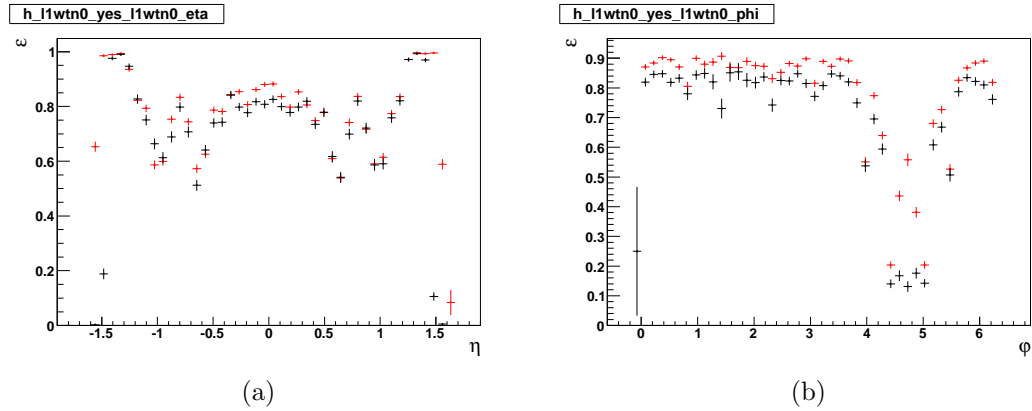 h_l1wtn0_yes_l1wtn0_eta
ε
1
0.8
0.6
0.4
0.2
0
-1.5 -1 -0.5 0 0.5 1 1.5
η
(a)
h_l1wtn0_yes_l1wtn0_phi
ε
0.9
0.8
0.7
0.6
0.5
0.4
0.3
0.2
0.1
0
0 1 2 3 4 5 6
φ
(b)